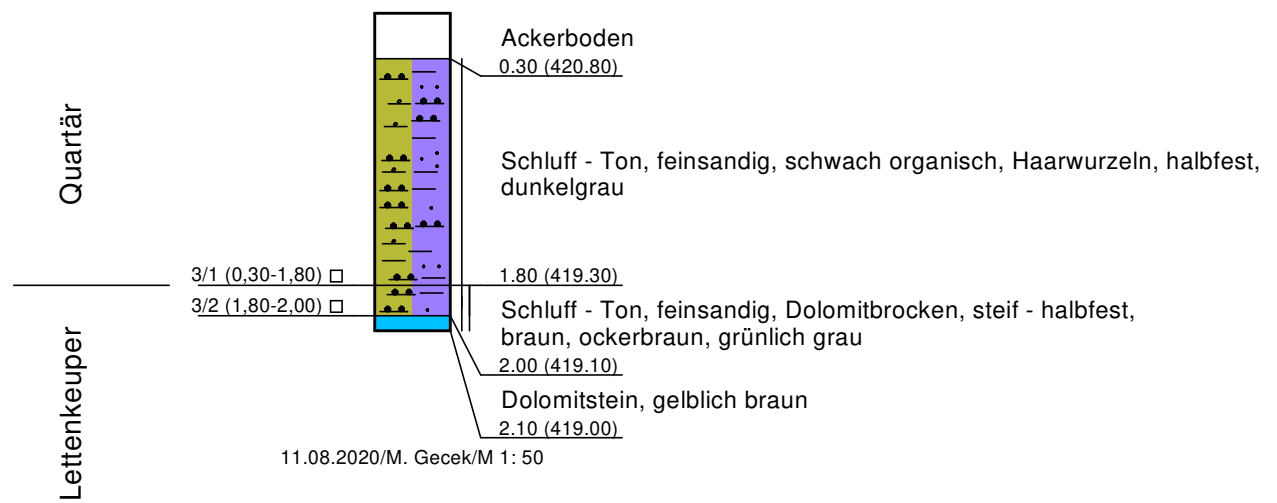 Ackerboden
0.30 (420.80)
Quartär
Schluff - Ton, feinsandig, schwach organisch, Haarwurzeln, halbfest,
dunkelgrau
3/1 (0,30-1,80)
1.80 (419.30)
3/2 (1,80-2,00)
Schluff - Ton, feinsandig, Dolomitbrocken, steif - halbfest,
braun, ockerbraun, grünlich grau
2.00 (419.10)
Lettenkeuper
Dolomitstein, gelblich braun
2.10 (419.00)
11.08.2020/M. Gecek/M 1: 50